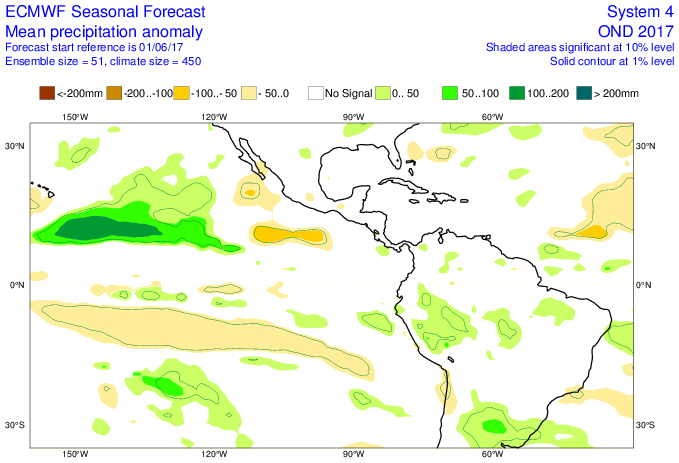 ECMWF Seasonal Forecast
System 4
Mean precipitation anomaly
OND 2017
Forecast start reference is 01/06/17
Shaded areas significant at 10% level
Ensemble size = 51, climate size = 450
Solid contour at 1% level
<-200mm -200..-100 -100..- 50 - 50..0 No Signal 0.. 50 50..100 100..200 > 200mm
150°W 120°W 90°W 60°W
30°N 30°N
0°N 0°N
30°S 30°S
150°W 120°W 90°W 60°W